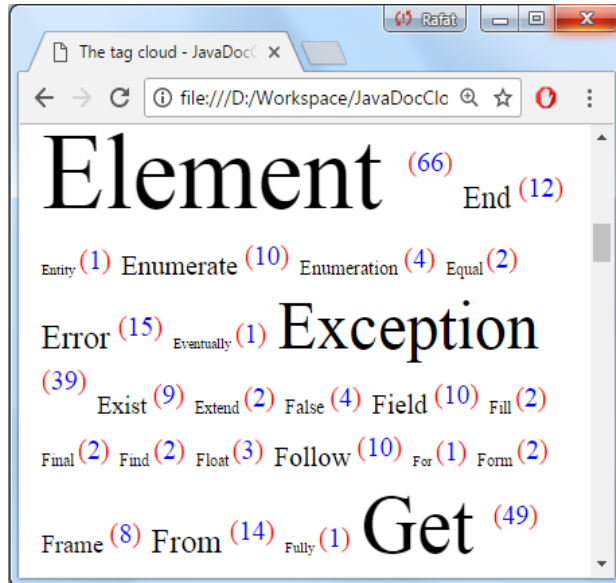 Rafat
The tag cloud - JavaDocC
file:///D:/Workspace/JavaDocClo
Element (66) End (12)
Entity (1) Enumerate (10) Enumeration (4) Equal (2)
Error (15) Eventually (1) Exception
(39) Exist (9) Extend (2) False (4) Field (10) Fill (2)
Final (2) Find (2) Float (3) Follow (10) For (1) Form (2)
Frame (8) From (14) Fully (1) Get (49)